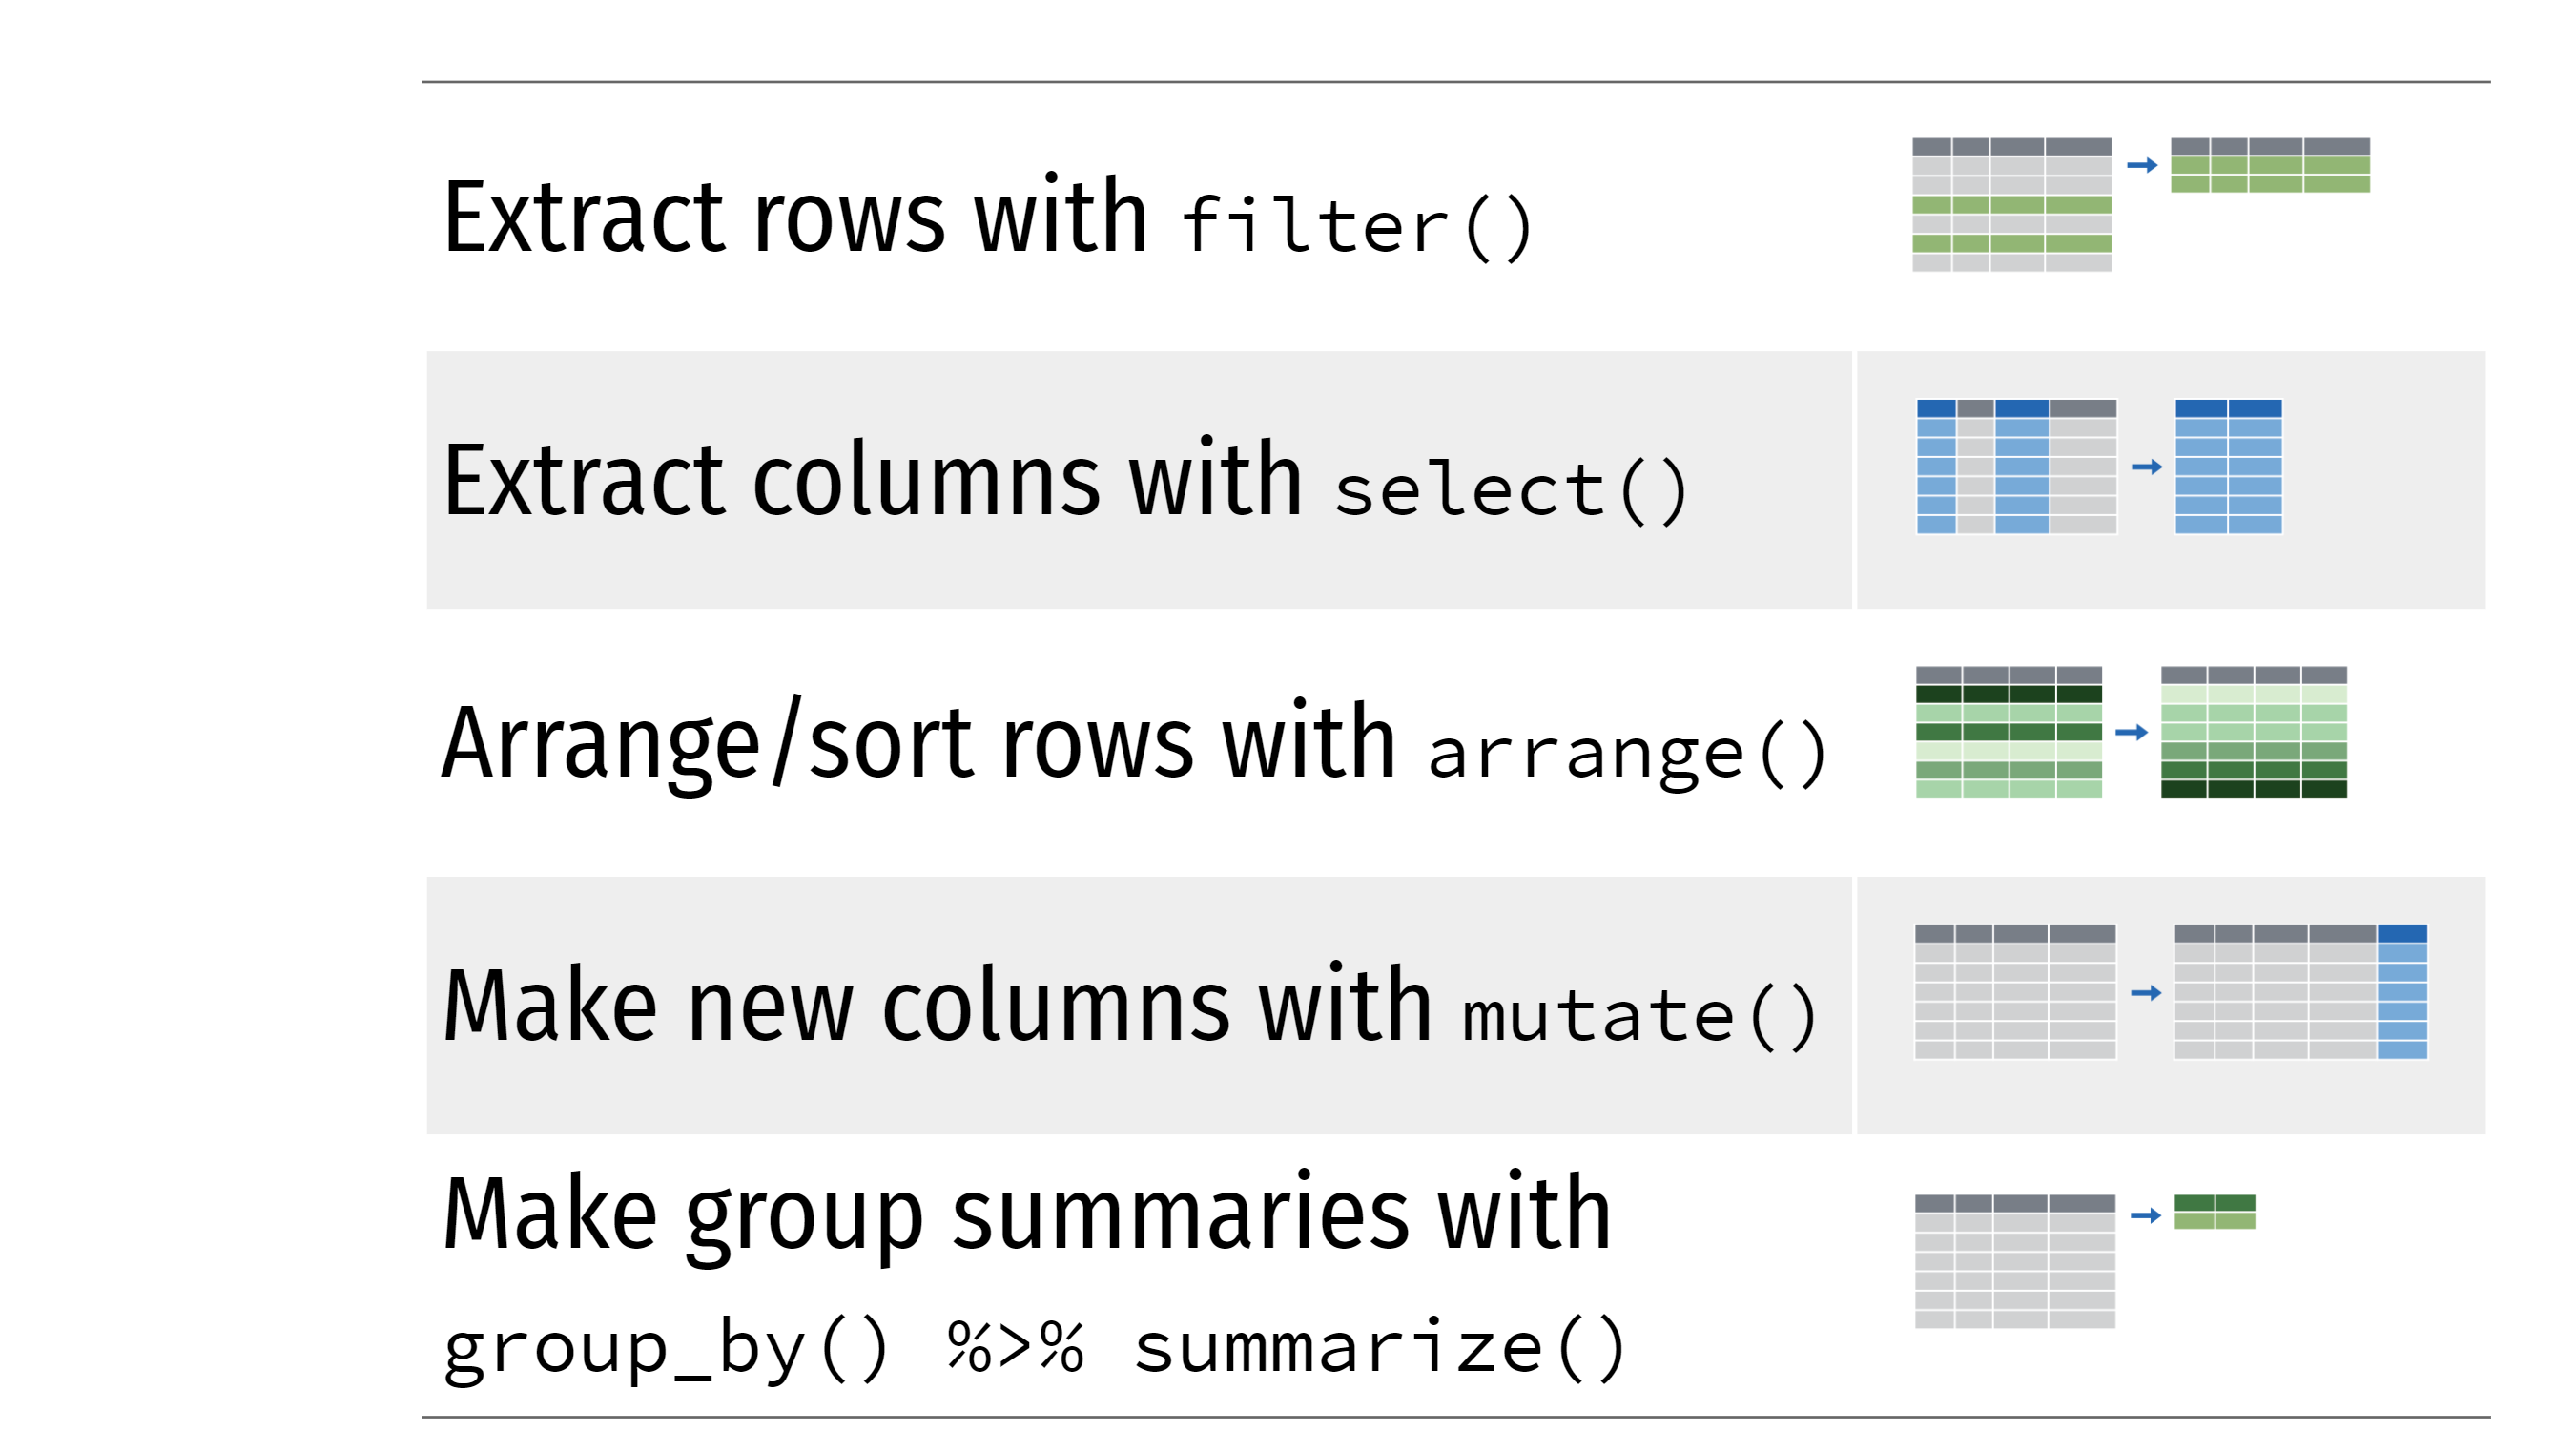 Extract rows with filter()
Extract columns with select()
Arrange/sort rows with arrange()
Make new columns with mutate()
Make group summaries with
group_by() %>% summarize()